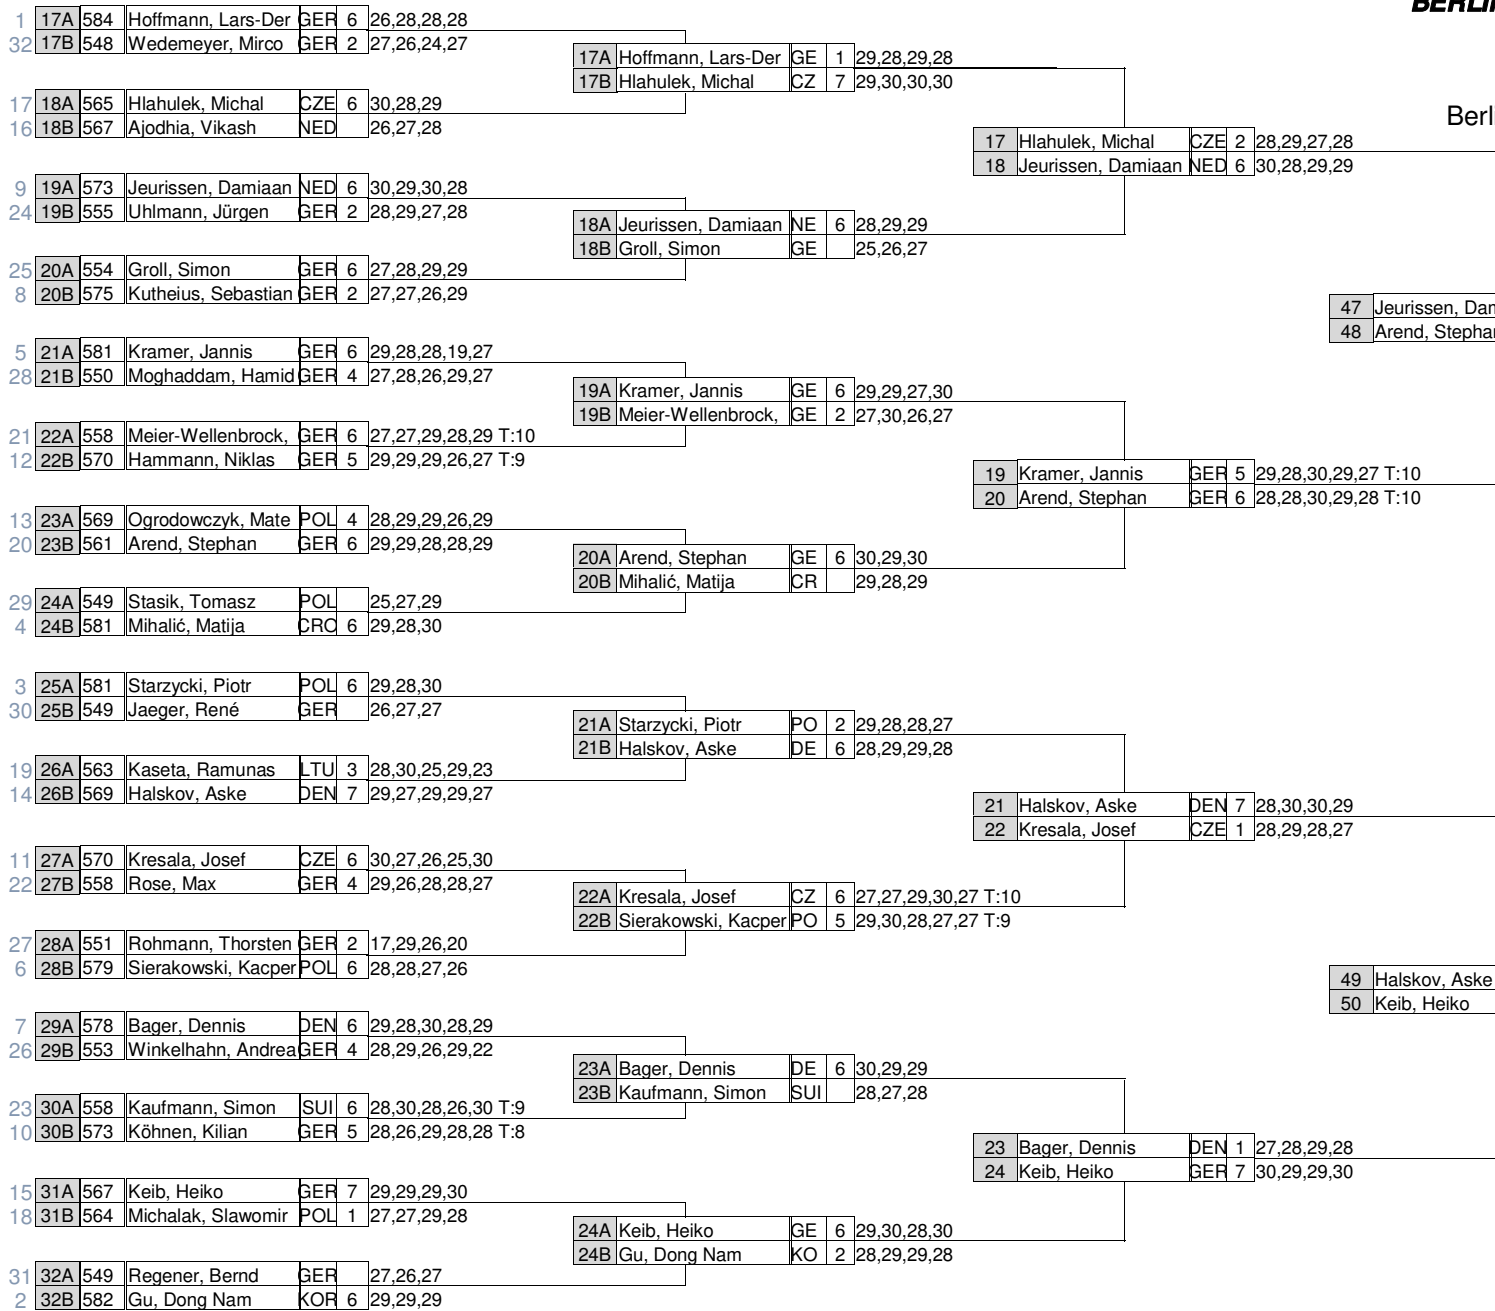 BERLIN
Berli
1 17A 584 Hoffmann, Lars-Der GER 6 26,28,28,28
32 17B 548 Wedemeyer, Mirco GER 2 27,26,24,27
17A Hoffmann, Lars-Der GE 1 29,28,29,28
17B Hlahulek, Michal CZ 7 29,30,30,30
17 18A 565 Hlahulek, Michal CZE 6 30,28,29
16 18B 567 Ajodhia, Vikash NED 26,27,28
17 Hlahulek, Michal CZE 2 28,29,27,28
18 Jeurissen, Damiaan NED 6 30,28,29,29
9 19A 573 Jeurissen, Damiaan NED 6 30,29,30,28
24 19B 555 Uhlmann, Jürgen GER 2 28,29,27,28
18A Jeurissen, Damiaan NE 6 28,29,29
18B Groll, Simon GE 25,26,27
25 20A 554 Groll, Simon GER 6 27,28,29,29
8 20B 575 Kutheius, Sebastian GER 2 27,27,26,29
47 Jeurissen, Dam
48 Arend, Stephan
5 21A 581 Kramer, Jannis GER 6 29,28,28,19,27
28 21B 550 Moghaddam, Hamid GER 4 27,28,26,29,27
19A Kramer, Jannis GE 6 29,29,27,30
19B Meier-Wellenbrock, GE 2 27,30,26,27
21 22A 558 Meier-Wellenbrock, GER 6 27,27,29,28,29 T:10
12 22B 570 Hammann, Niklas GER 5 29,29,29,26,27 T:9
19 Kramer, Jannis GER 5 29,28,30,29,27 T:10
20 Arend, Stephan GER 6 28,28,30,29,28 T:10
13 23A 569 Ogrodowczyk, Mate POL 4 28,29,29,26,29
20 23B 561 Arend, Stephan GER 6 29,29,28,28,29
20A Arend, Stephan GE 6 30,29,30
20B Mihalić, Matija CR 29,28,29
29 24A 549 Stasik, Tomasz POL 25,27,29
4 24B 581 Mihalić, Matija CRO 6 29,28,30
3 25A 581 Starzycki, Piotr POL 6 29,28,30
30 25B 549 Jaeger, René GER 26,27,27
21A Starzycki, Piotr PO 2 29,28,28,27
21B Halskov, Aske DE 6 28,29,29,28
19 26A 563 Kaseta, Ramunas LTU 3 28,30,25,29,23
14 26B 569 Halskov, Aske DEN 7 29,27,29,29,27
21 Halskov, Aske DEN 7 28,30,30,29
22 Kresala, Josef CZE 1 28,29,28,27
11 27A 570 Kresala, Josef CZE 6 30,27,26,25,30
22 27B 558 Rose, Max GER 4 29,26,28,28,27
22A Kresala, Josef CZ 6 27,27,29,30,27 T:10
22B Sierakowski, Kacper PO 5 29,30,28,27,27 T:9
27 28A 551 Rohmann, Thorsten GER 2 17,29,26,20
6 28B 579 Sierakowski, Kacper POL 6 28,28,27,26
49 Halskov, Aske
50 Keib, Heiko
7 29A 578 Bager, Dennis DEN 6 29,28,30,28,29
26 29B 553 Winkelhahn, Andrea GER 4 28,29,26,29,22
23A Bager, Dennis DE 6 30,29,29
23B Kaufmann, Simon SUI 28,27,28
23 30A 558 Kaufmann, Simon SUI 6 28,30,28,26,30 T:9
10 30B 573 Köhnen, Kilian GER 5 28,26,29,28,28 T:8
23 Bager, Dennis DEN 1 27,28,29,28
24 Keib, Heiko GER 7 30,29,29,30
15 31A 567 Keib, Heiko GER 7 29,29,29,30
18 31B 564 Michalak, Slawomir POL 1 27,27,29,28
24A Keib, Heiko GE 6 29,30,28,30
24B Gu, Dong Nam KO 2 28,29,29,28
31 32A 549 Regener, Bernd GER 27,26,27
2 32B 582 Gu, Dong Nam KOR 6 29,29,29